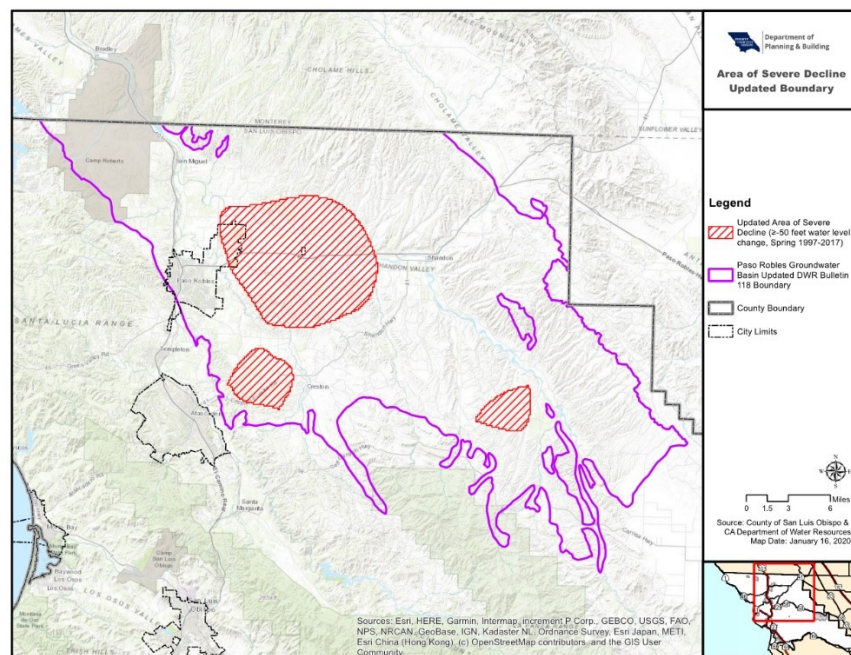 Department of
Planning & Building
Area of Severe Decline
Updated Boundary
Legend
Updated Area of Severe
Decline (≥-50 feet water level
change, Spring 1997-2017)
Paso Robles Groundwater
Basin Updated DWR Bulletin
118 Boundary
County Boundary
City Limits
N
W
E
S
0 1.5 3 6
Miles
Source: County of San Luis Obispo &
CA Department of Water Resources
Map Date: January 16, 2020
Bradley
CHOLAME HILLS
CHOLAME VALLEY
MONTEREY
SAN LUIS OBISPO
SUNFLOWER VALLEY
Camp Roberts
San Miguel
Shandon
SHANDON VALLEY
Paso Robles
SANTA LUCIA RANGE
Templeton
Creston
Atascadero
Santa
Margarita
Camp
San Luis
Obispo
Los Osos
LOS OSOS VALLEY
San Luis
Obispo
Sources: Esri, HERE, Garmin, Intermap, increment P Corp., GEBCO, USGS, FAO,
NPS, NRCAN, GeoBase, IGN, Kadaster NL, Ordnance Survey, Esri Japan, METI,
Esri China (Hong Kong), (c) OpenStreetMap contributors, and the GIS User
Community